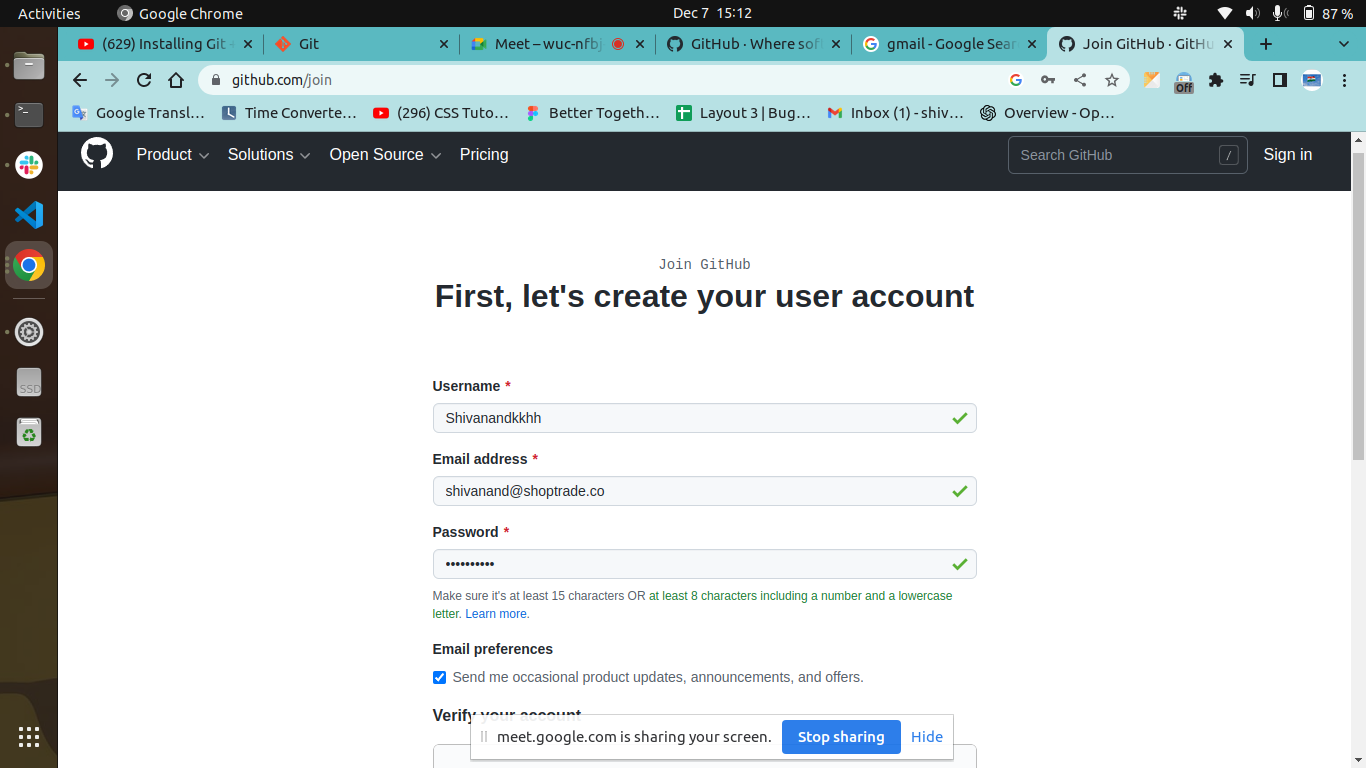 Activities
Google Chrome
Dec 7 15:12
87 %
(629) Installing Git
Git
Meet – wuc-nfbj
GitHub · Where sof
gmail - Google Sear
Join GitHub · GitHu
github.com/join
Off
Google Transl…
Time Converte…
(296) CSS Tuto…
Better Togeth…
Layout 3 | Bug…
Inbox (1) - shiv…
Overview - Op…
Product
Solutions
Open Source
Pricing
Search GitHub
/
Sign in
Join GitHub
First, let's create your user account
Username *
Shivanandkkhh
Email address *
shivanand@shoptrade.co
Password *
••••••••••
Make sure it's at least 15 characters OR at least 8 characters including a number and a lowercase
letter. Learn more.
Email preferences
Send me occasional product updates, announcements, and offers.
Verify your account
meet.google.com is sharing your screen.
Stop sharing
Hide
SSD